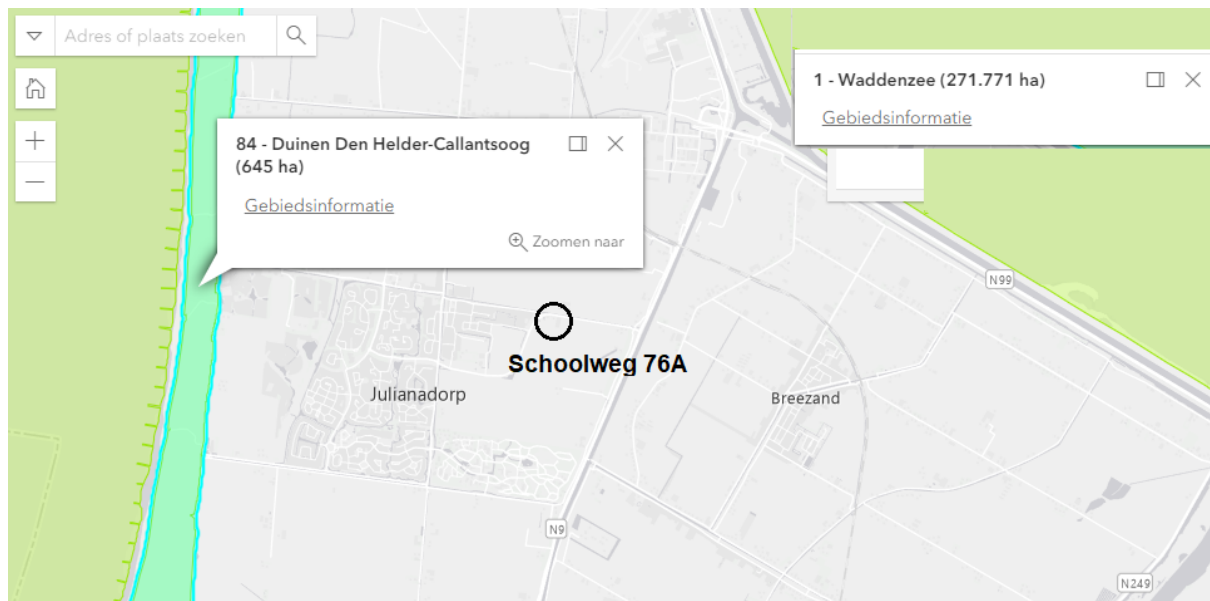 Adres of plaats zoeken
1 - Waddenzee (271.771 ha)
Gebiedsinformatie
84 - Duinen Den Helder-Callantsoog
(645 ha)
Gebiedsinformatie
Zoomen naar
N99
Schoolweg 76A
Julianadorp
Breezand
N9
N249